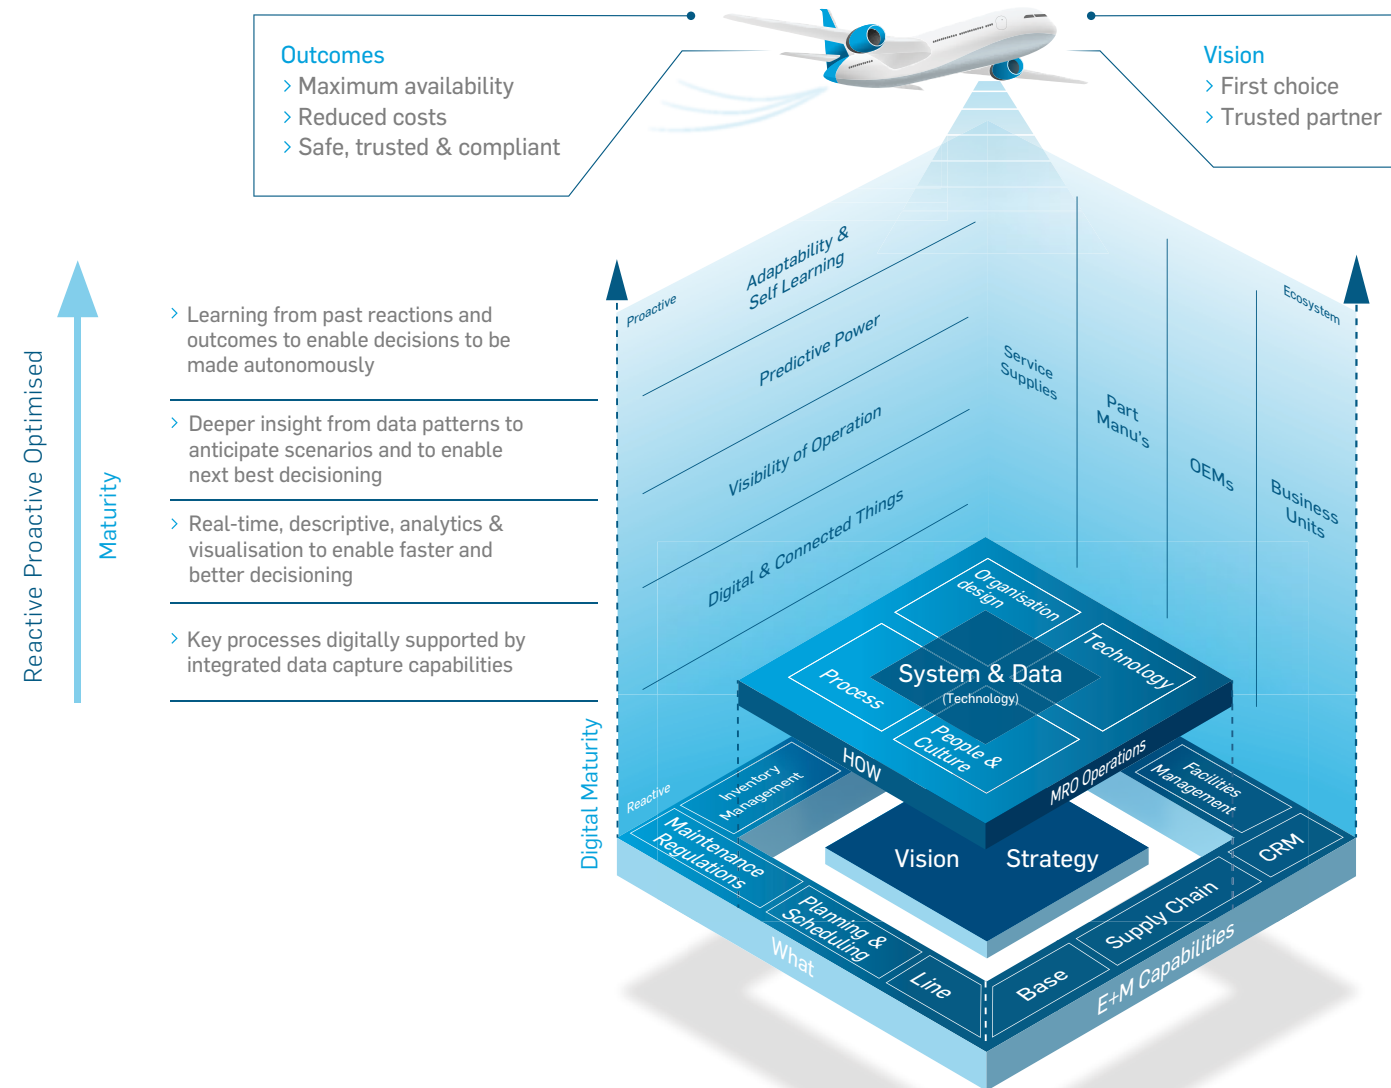 Outcomes
> Maximum availability
> Reduced costs
> Safe, trusted & compliant
Vision
> First choice
> Trusted partner
Reactive Proactive Optimised
Maturity
> Learning from past reactions and
outcomes to enable decisions to be
made autonomously
> Deeper insight from data patterns to
anticipate scenarios and to enable
next best decisioning
> Real-time, descriptive, analytics &
visualisation to enable faster and
better decisioning
> Key processes digitally supported by
integrated data capture capabilities
Digital Maturity
Proactive
Adaptability &
Self Learning
Predictive Power
Visibility of Operation
Digital & Connected Things
Reactive
Ecosystem
Service
Supplies
Part
Manu's
OEMs
Business
Units
Organisation
design
Technology
Process
People &
Culture
System & Data
(Technology)
HOW
MRO Operations
Inventory
Management
Facilities
Management
Maintenance
Regulations
Planning &
Scheduling
Line
Base
Supply Chain
CRM
Vision
Strategy
What
E+M Capabilities